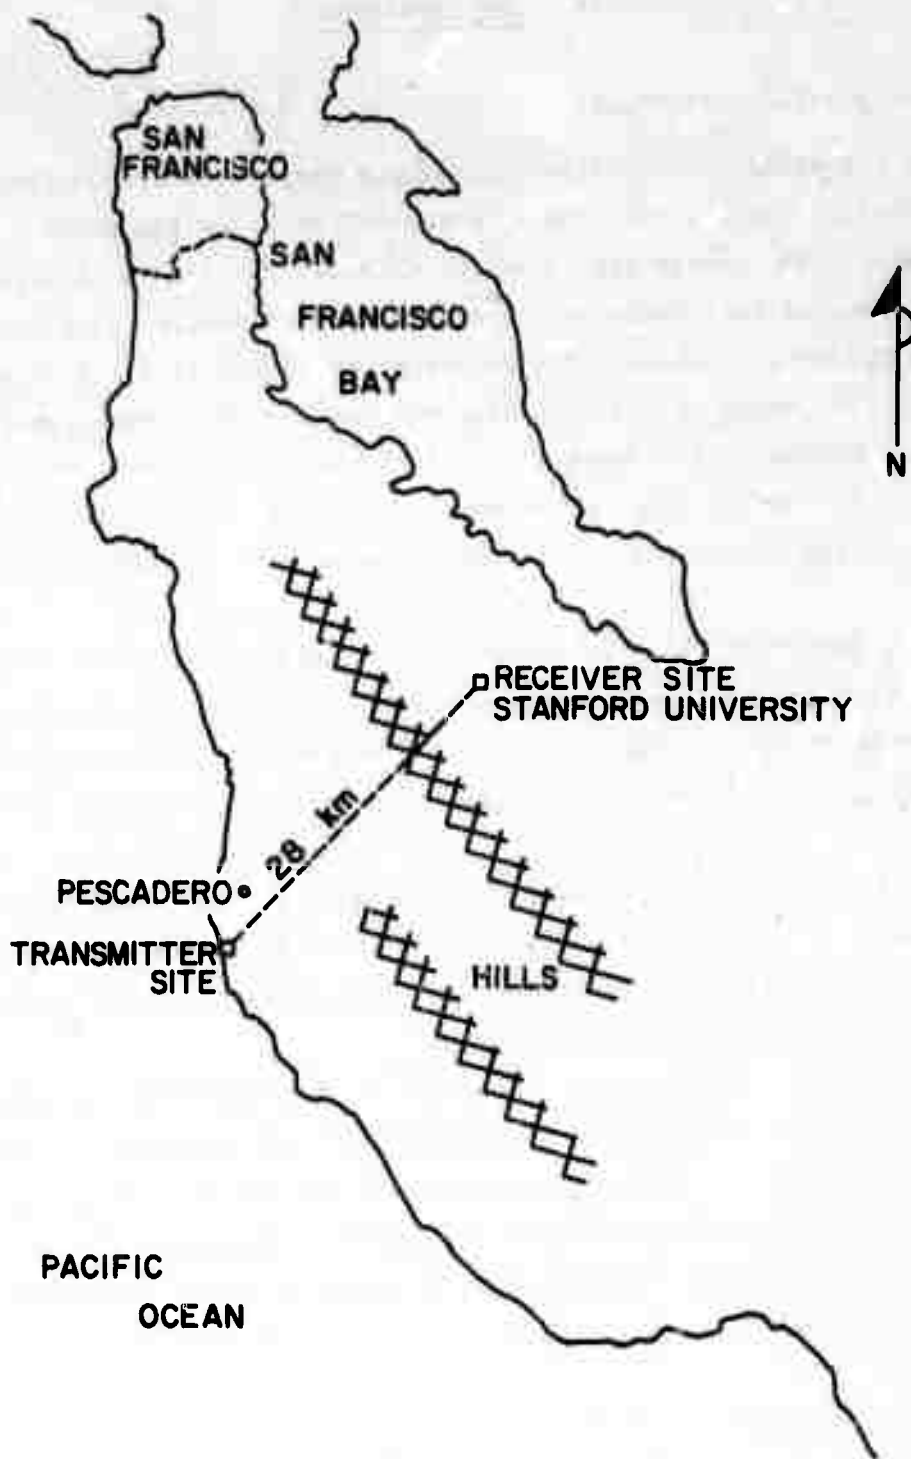 SAN
FRANCISCO
SAN
FRANCISCO
BAY
N
RECEIVER SITE
STANFORD UNIVERSITY
28 km
PESCADERO
TRANSMITTER
SITE
HILLS
PACIFIC
OCEAN